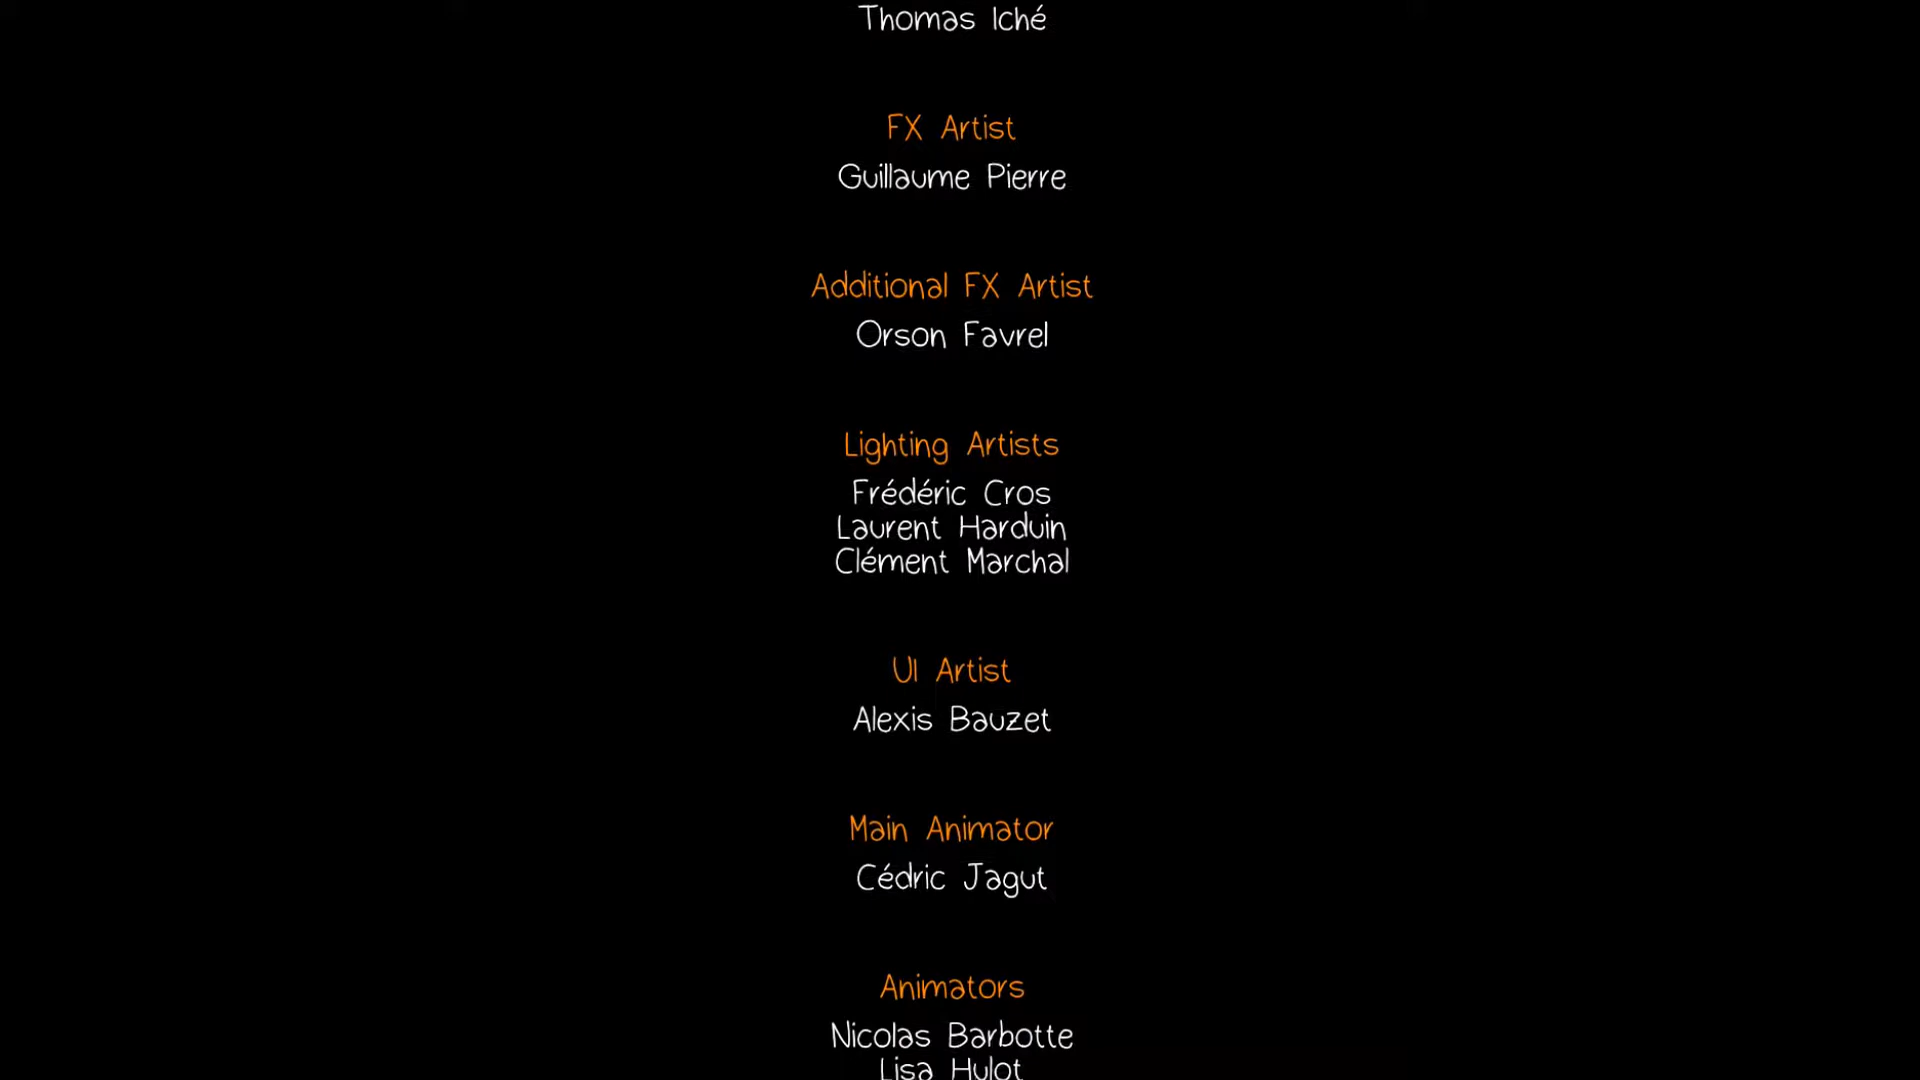 Thomas Iché
FX Artist
Guillaume Pierre
Additional FX Artist
Orson Favrel
Lighting Artists
Frédéric Cros
Laurent Harduin
Clément Marchal
UI Artist
Alexis Bauzet
Main Animator
Cédric Jagut
Animators
Nicolas Barbotte
Lisa Hulot